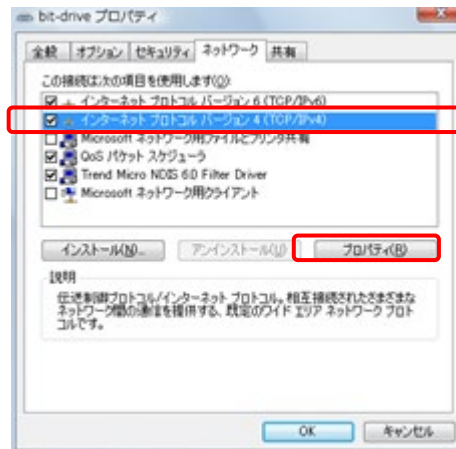 bit-drive プロパティ
全般 オプション セキュリティ ネットワーク 共有
この接続は次の項目を使用します(O):
インターネット プロトコル バージョン 6 (TCP/IPv6)
インターネット プロトコル バージョン 4 (TCP/IPv4)
Microsoft ネットワーク用ファイルとプリンタ共有
QoS パケット スケジューラ
Trend Micro NDIS 6.0 Filter Driver
Microsoft ネットワーク用クライアント
インストール(N)... アンインストール(U) プロパティ(R)
説明
伝送制御プロトコル/インターネット プロトコル。相互接続されたさまざまな
ネットワーク間の通信を提供する、既定のワイド エリア ネットワーク プロト
コルです。
OK キャンセル